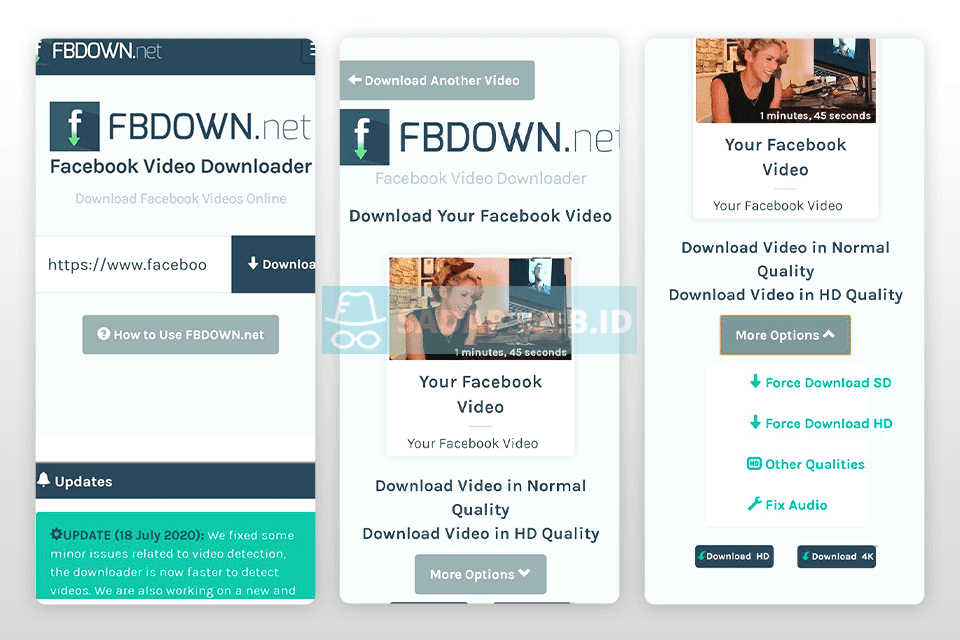 FBDOWN.net
FBDOWN.net
Facebook Video Downloader
Download Facebook Videos Online
https://www.faceboo
Downloa
How to Use FBDOWN.net
Updates
UPDATE (18 July 2020): We fixed some
minor issues related to video detection,
the downloader is now faster to detect
videos. We are also working on a new and
Download Another Video
FBDOWN.ne
Facebook Video Downloader
Download Your Facebook Video
1 minutes, 45 seconds
Your Facebook
Video
Your Facebook Video
Download Video in Normal
Quality
Download Video in HD Quality
More Options
1 minutes, 45 seconds
Your Facebook
Video
Your Facebook Video
Download Video in Normal
Quality
Download Video in HD Quality
More Options
Force Download SD
Force Download HD
HD Other Qualities
Fix Audio
Download HD
Download 4K